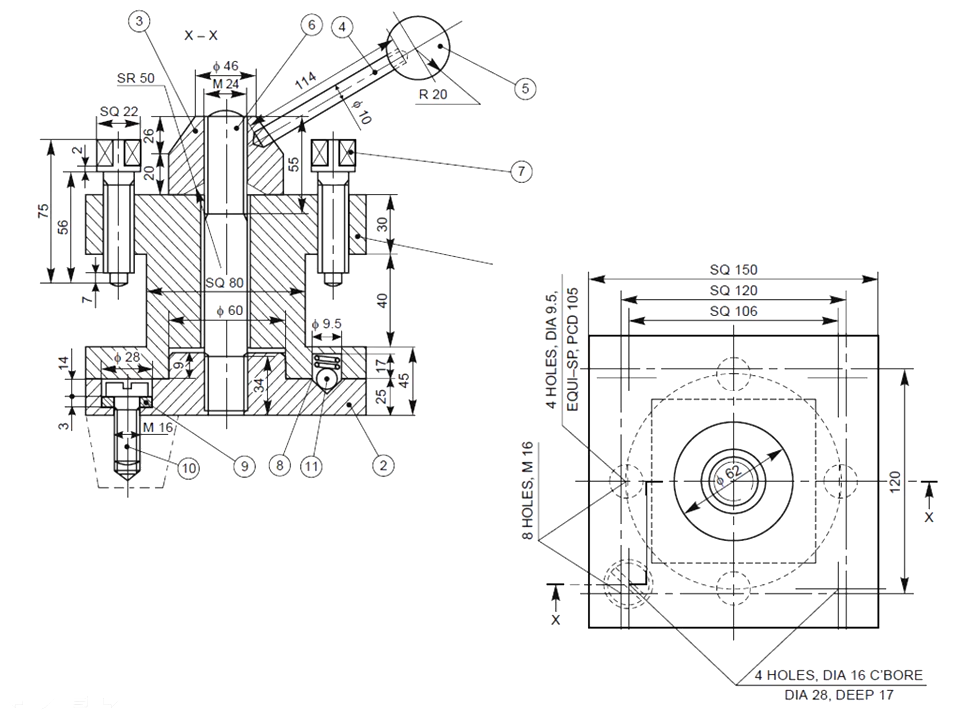 3
X – X
6
4
5
ϕ 46
M 24
SR 50
114
R 20
ϕ 10
SQ 22
26
20
2
55
7
75
56
30
SQ 80
40
7
ϕ 60
ϕ 9.5
ϕ 28
14
9
17
45
34
25
3
M 16
10
9
8
11
2
SQ 150
SQ 120
SQ 106
4 HOLES, DIA 9.5,
EQUI-SP, PCD 105
8 HOLES, M 16
ϕ 62
120
X
X
4 HOLES, DIA 16 C'BORE
DIA 28, DEEP 17